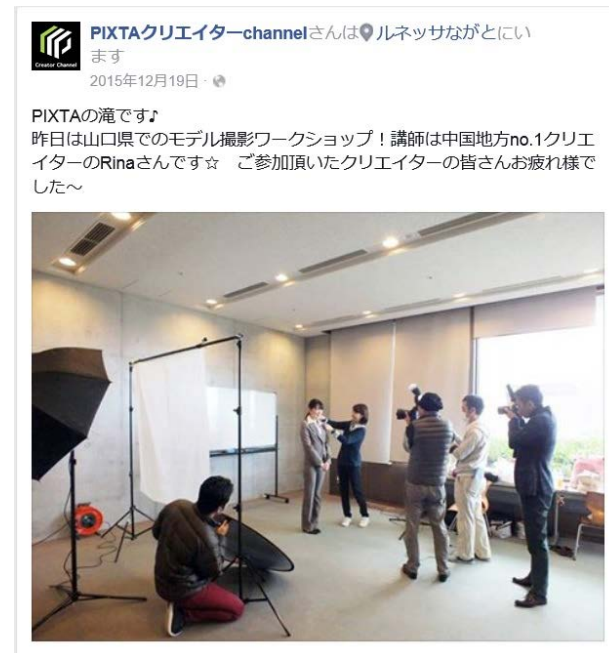 PIXTAクリエイターchannelさんはルネッサながとにい
ます
2015年12月19日 ·
Creator Channel
PIXTAの滝です♪
昨日は山口県でのモデル撮影ワークショップ！講師は中国地方no.1クリエ
イターのRinaさんです☆　ご参加頂いたクリエイターの皆さんお疲れ様で
した～